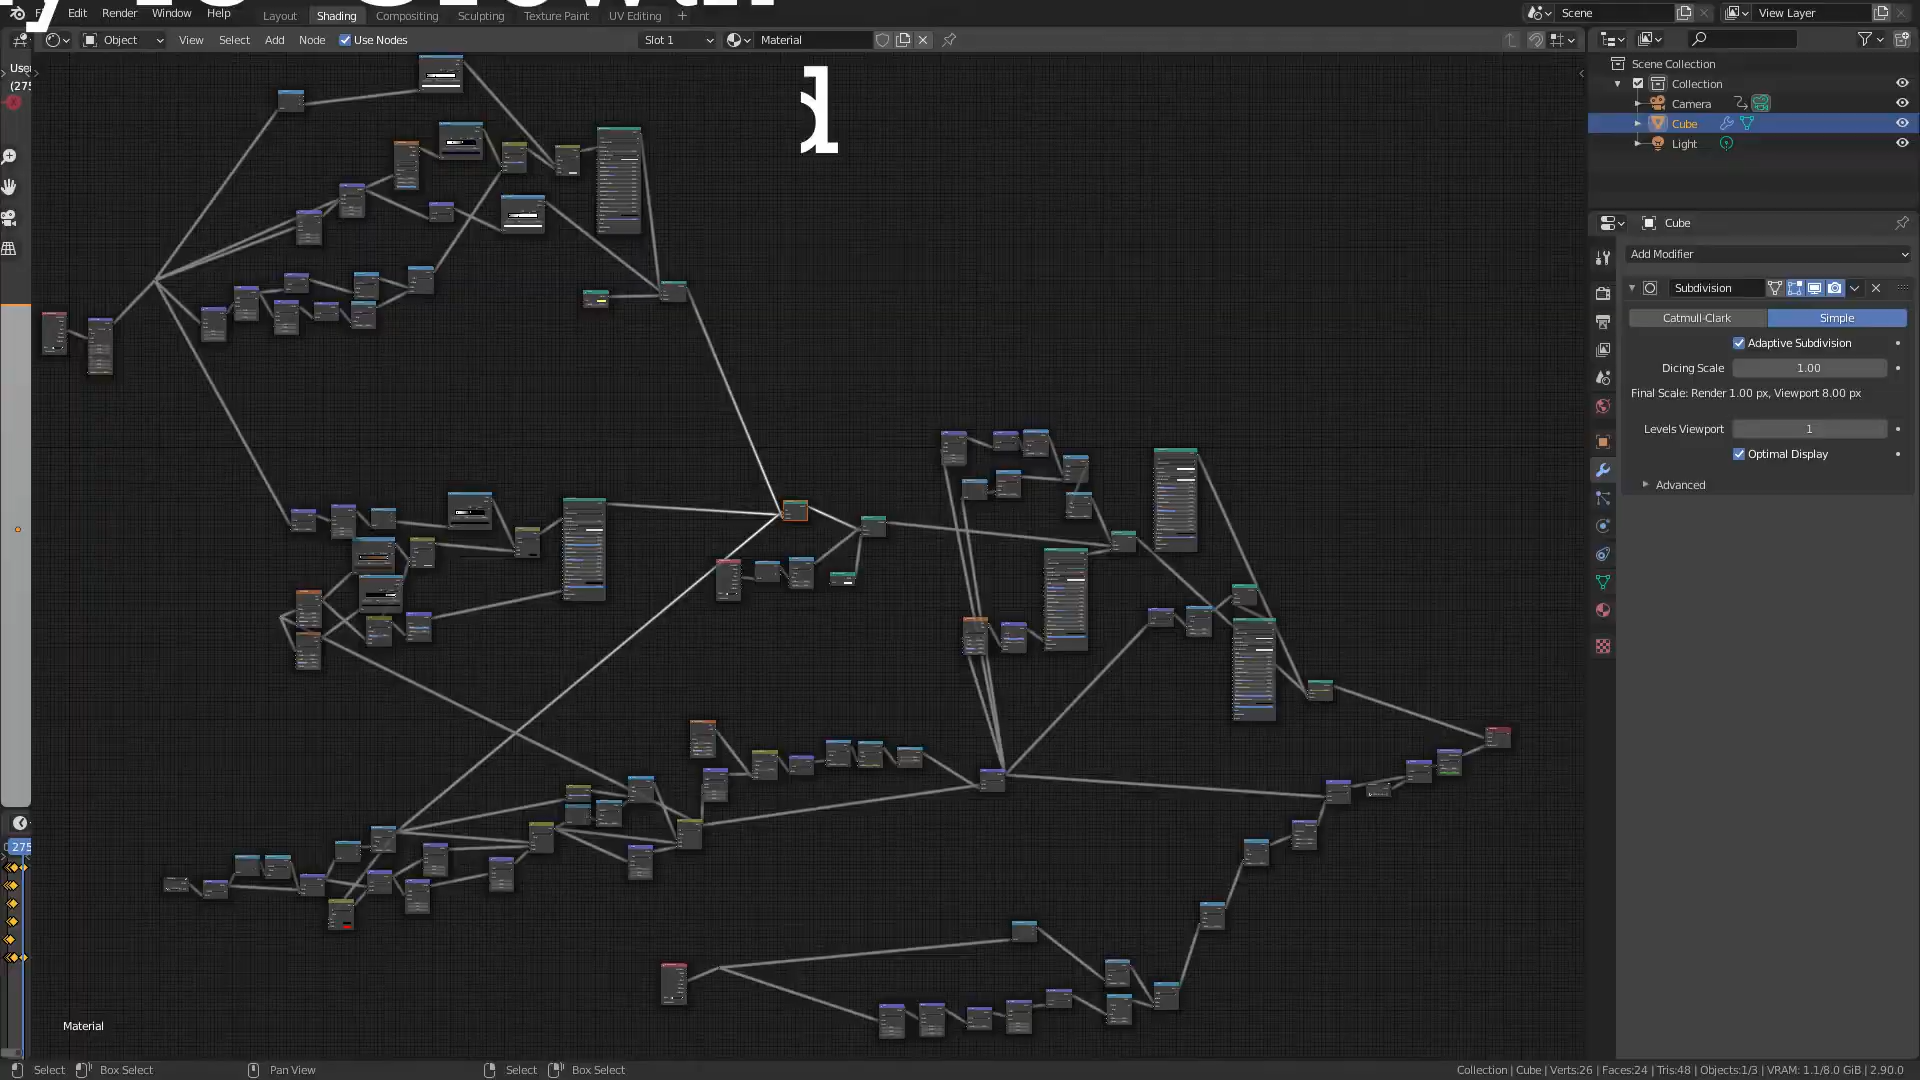 Edit Render Window Help Layout Shading Compositing Sculpting Texture Paint UV Editing + Scene View Layer
Object View Select Add Node Use Nodes Slot 1 Material
d
(275
Scene Collection
Collection
Camera
Cube
Light
Cube
Add Modifier
Subdivision
Catmull-Clark Simple
Adaptive Subdivision
Dicing Scale 1.00
Final Scale: Render 1.00 px, Viewport 8.00 px
Levels Viewport 1
Optimal Display
Advanced
275
Material
Select Box Select Pan View Select Box Select Collection | Cube | Verts:26 | Faces:24 | Tris:48 | Objects:1/3 | VRAM: 1.1/8.0 GiB | 2.90.0